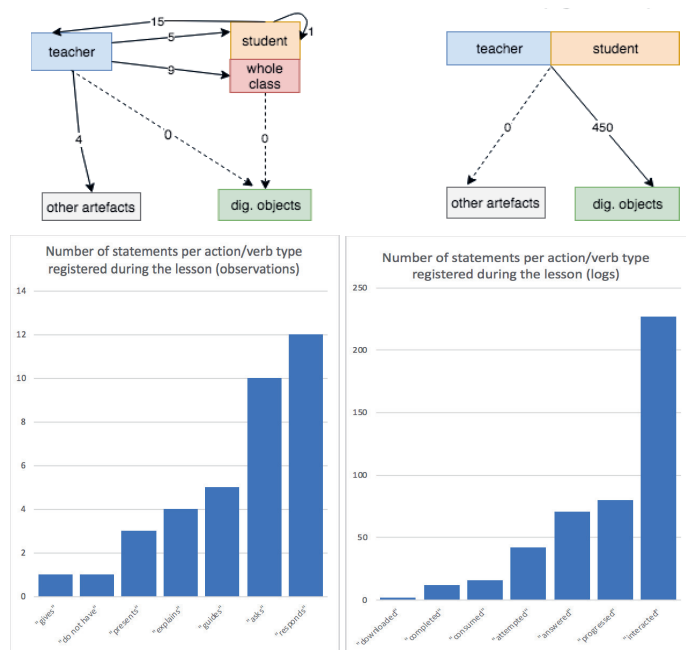 15
5
1
teacher
student
9
whole
class
4
0
0
other artefacts
dig. objects
teacher
student
0
450
other artefacts
dig. objects
Number of statements per action/verb type
registered during the lesson (observations)
14
12
10
8
6
4
2
0
"gives"
"do not have"
"presents"
"explains"
"guides"
"asks"
"responds"
Number of statements per action/verb type
registered during the lesson (logs)
250
200
150
100
50
0
"downloaded"
"completed"
"consumed"
"attempted"
"answered"
"progressed"
"interacted"